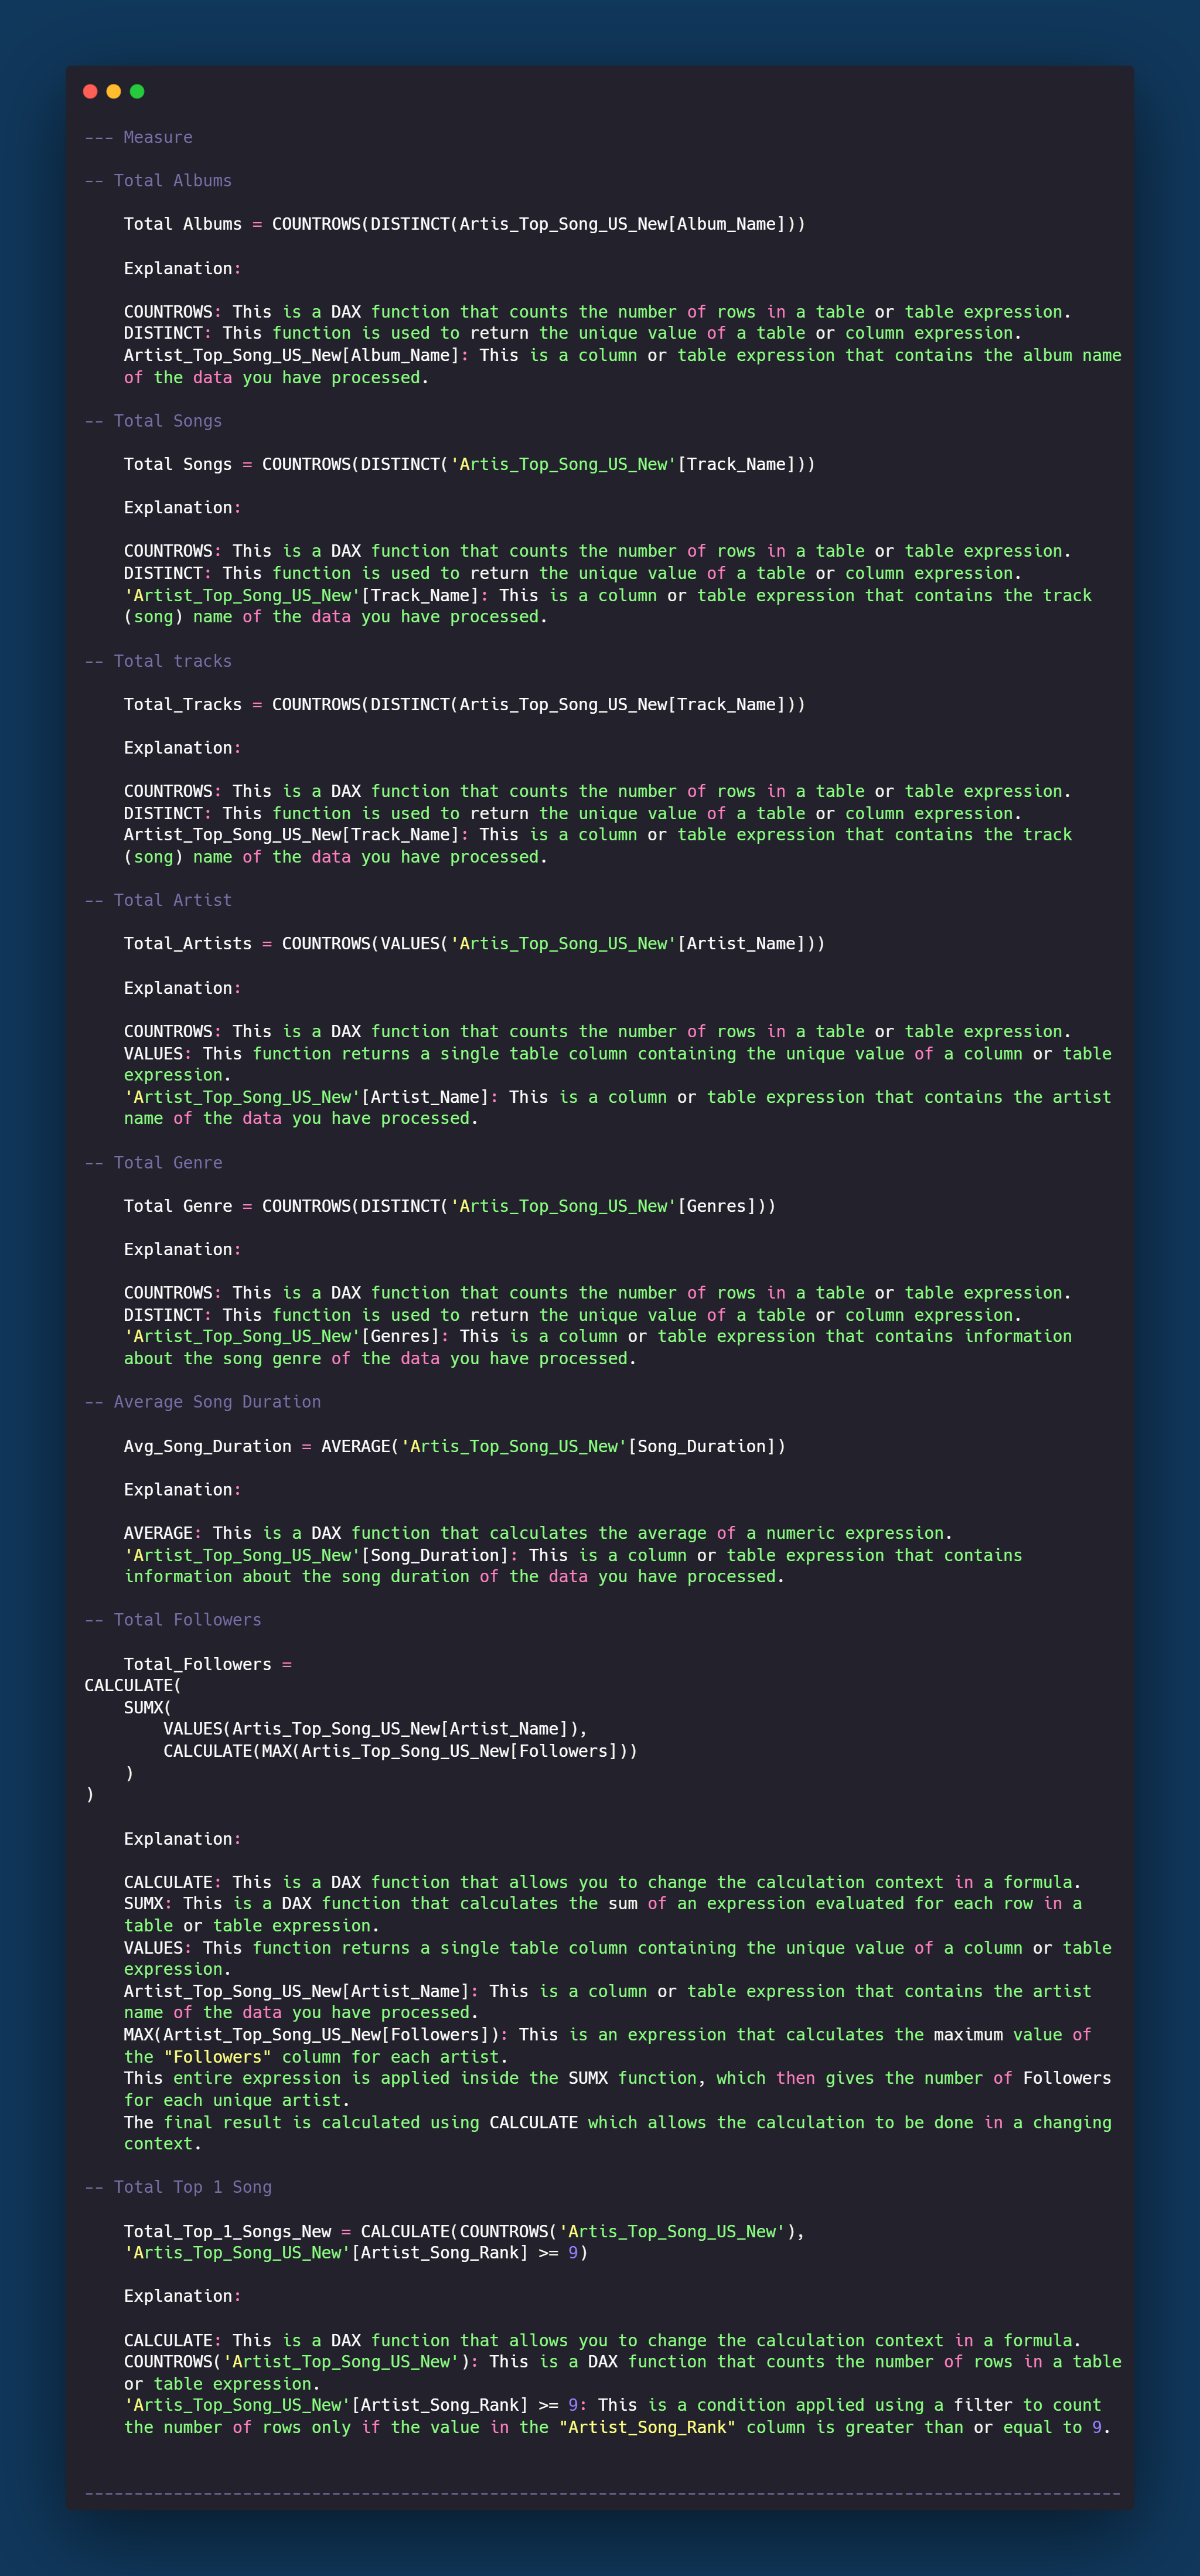 --- Measure
-- Total Albums
Total Albums = COUNTROWS(DISTINCT(Artis_Top_Song_US_New[Album_Name]))
Explanation:
COUNTROWS: This is a DAX function that counts the number of rows in a table or table expression.
DISTINCT: This function is used to return the unique value of a table or column expression.
Artist_Top_Song_US_New[Album_Name]: This is a column or table expression that contains the album name
of the data you have processed.
-- Total Songs
Total Songs = COUNTROWS(DISTINCT('Artis_Top_Song_US_New'[Track_Name]))
Explanation:
COUNTROWS: This is a DAX function that counts the number of rows in a table or table expression.
DISTINCT: This function is used to return the unique value of a table or column expression.
'Artist_Top_Song_US_New'[Track_Name]: This is a column or table expression that contains the track
(song) name of the data you have processed.
-- Total tracks
Total_Tracks = COUNTROWS(DISTINCT(Artis_Top_Song_US_New[Track_Name]))
Explanation:
COUNTROWS: This is a DAX function that counts the number of rows in a table or table expression.
DISTINCT: This function is used to return the unique value of a table or column expression.
Artist_Top_Song_US_New[Track_Name]: This is a column or table expression that contains the track
(song) name of the data you have processed.
-- Total Artist
Total_Artists = COUNTROWS(VALUES('Artis_Top_Song_US_New'[Artist_Name]))
Explanation:
COUNTROWS: This is a DAX function that counts the number of rows in a table or table expression.
VALUES: This function returns a single table column containing the unique value of a column or table
expression.
'Artist_Top_Song_US_New'[Artist_Name]: This is a column or table expression that contains the artist
name of the data you have processed.
-- Total Genre
Total Genre = COUNTROWS(DISTINCT('Artis_Top_Song_US_New'[Genres]))
Explanation:
COUNTROWS: This is a DAX function that counts the number of rows in a table or table expression.
DISTINCT: This function is used to return the unique value of a table or column expression.
'Artist_Top_Song_US_New'[Genres]: This is a column or table expression that contains information
about the song genre of the data you have processed.
-- Average Song Duration
Avg_Song_Duration = AVERAGE('Artis_Top_Song_US_New'[Song_Duration])
Explanation:
AVERAGE: This is a DAX function that calculates the average of a numeric expression.
'Artist_Top_Song_US_New'[Song_Duration]: This is a column or table expression that contains
information about the song duration of the data you have processed.
-- Total Followers
Total_Followers =
CALCULATE(
SUMX(
VALUES(Artis_Top_Song_US_New[Artist_Name]),
CALCULATE(MAX(Artis_Top_Song_US_New[Followers]))
)
)
Explanation:
CALCULATE: This is a DAX function that allows you to change the calculation context in a formula.
SUMX: This is a DAX function that calculates the sum of an expression evaluated for each row in a
table or table expression.
VALUES: This function returns a single table column containing the unique value of a column or table
expression.
Artist_Top_Song_US_New[Artist_Name]: This is a column or table expression that contains the artist
name of the data you have processed.
MAX(Artist_Top_Song_US_New[Followers]): This is an expression that calculates the maximum value of
the "Followers" column for each artist.
This entire expression is applied inside the SUMX function, which then gives the number of Followers
for each unique artist.
The final result is calculated using CALCULATE which allows the calculation to be done in a changing
context.
-- Total Top 1 Song
Total_Top_1_Songs_New = CALCULATE(COUNTROWS('Artis_Top_Song_US_New'),
'Artis_Top_Song_US_New'[Artist_Song_Rank] >= 9)
Explanation:
CALCULATE: This is a DAX function that allows you to change the calculation context in a formula.
COUNTROWS('Artist_Top_Song_US_New'): This is a DAX function that counts the number of rows in a table
or table expression.
'Artis_Top_Song_US_New'[Artist_Song_Rank] >= 9: This is a condition applied using a filter to count
the number of rows only if the value in the "Artist_Song_Rank" column is greater than or equal to 9.
---------------------------------------------------------------------------------------------------------